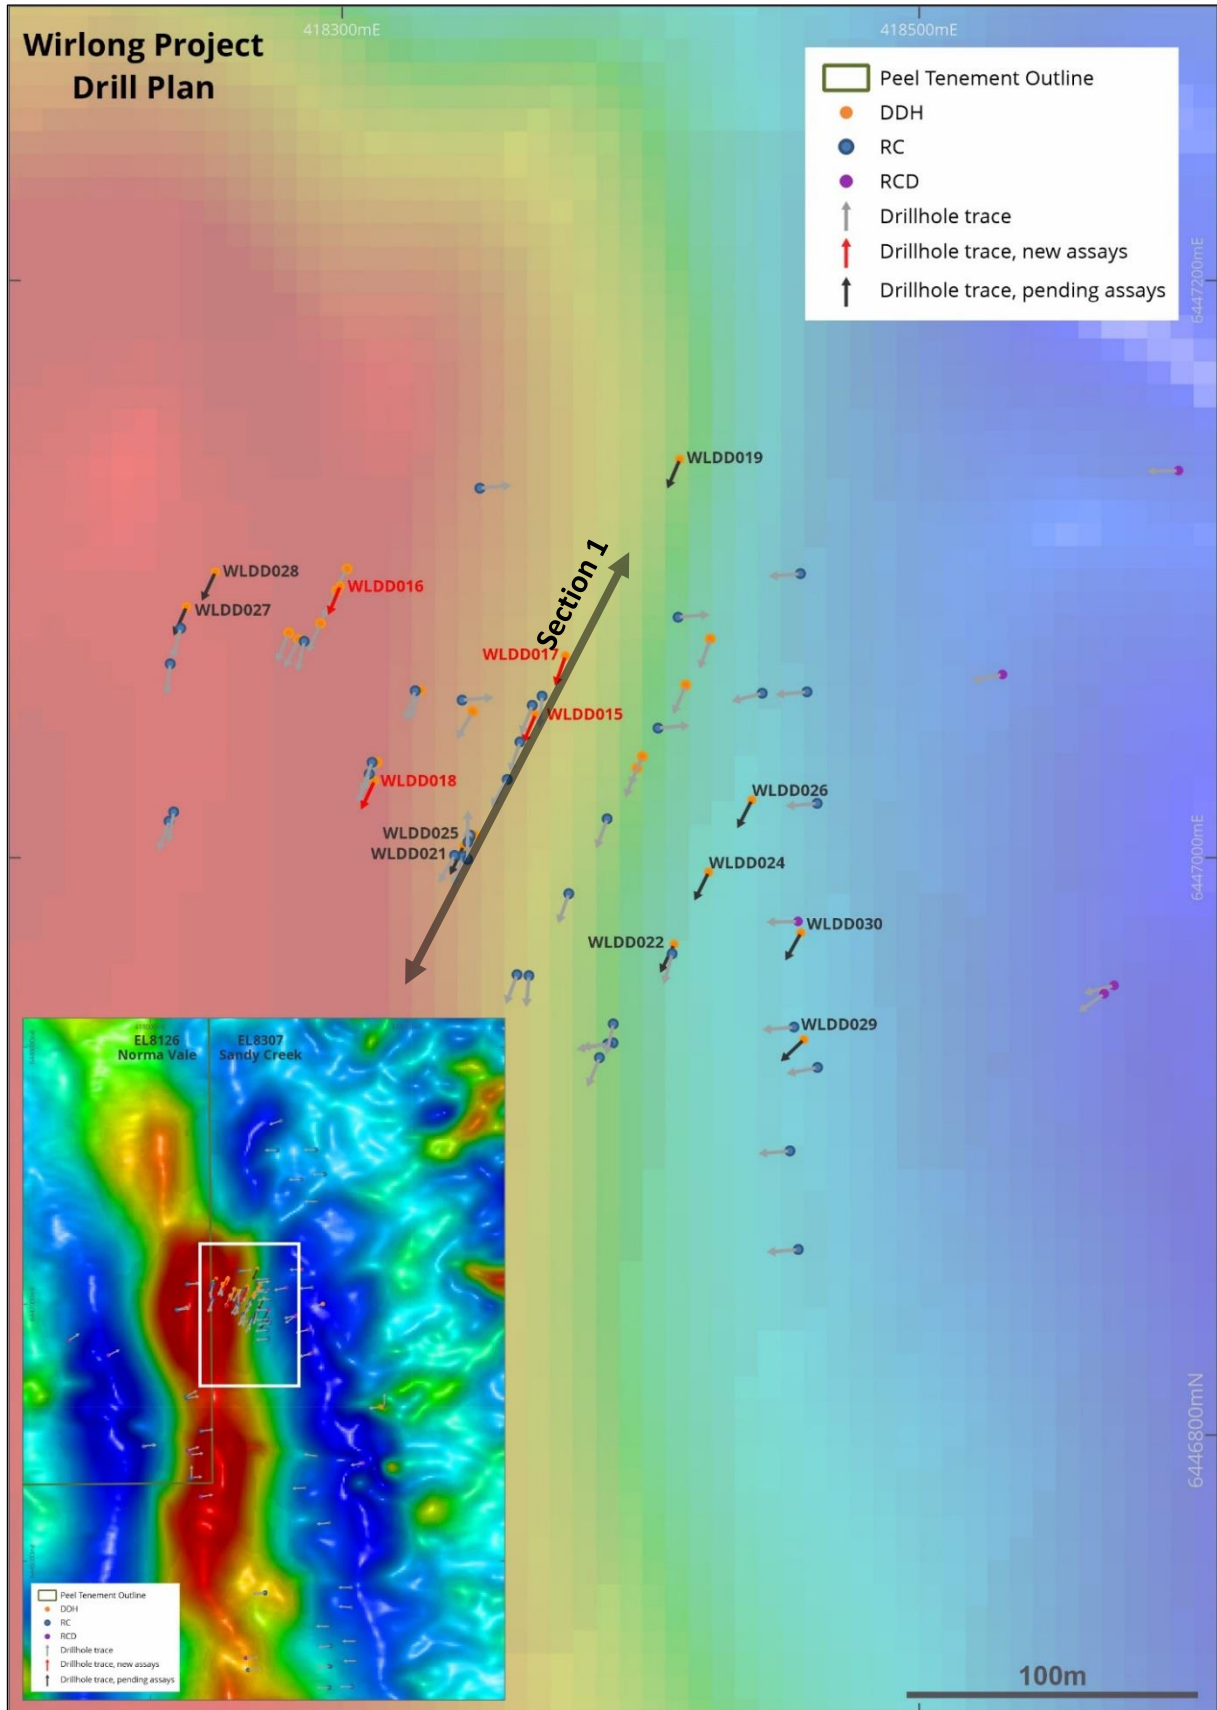 418300mE
418500mE
Wirlong Project
Drill Plan
Peel Tenement Outline
DDH
RC
RCD
Drillhole trace
Drillhole trace, new assays
Drillhole trace, pending assays
6447200mE
WLDD019
WLDD028
WLDD016
WLDD027
Section 1
WLDD017
WLDD015
WLDD018
WLDD026
WLDD025
WLDD021
WLDD024
6447000mE
WLDD030
WLDD022
WLDD029
EL8126
Norma Vale
EL8307
Sandy Creek
6446800mN
Peel Tenement Outline
DDH
RC
RCD
Drillhole trace
Drillhole trace, new assays
Drillhole trace, pending assays
100m